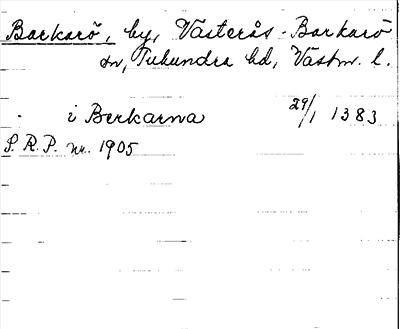 Barkarö, by, Västerås-Barkarö
sn, Tuhundra hd, Västm. l.
i Berkarna 29/1 1383
S.R.P. nr. 1905